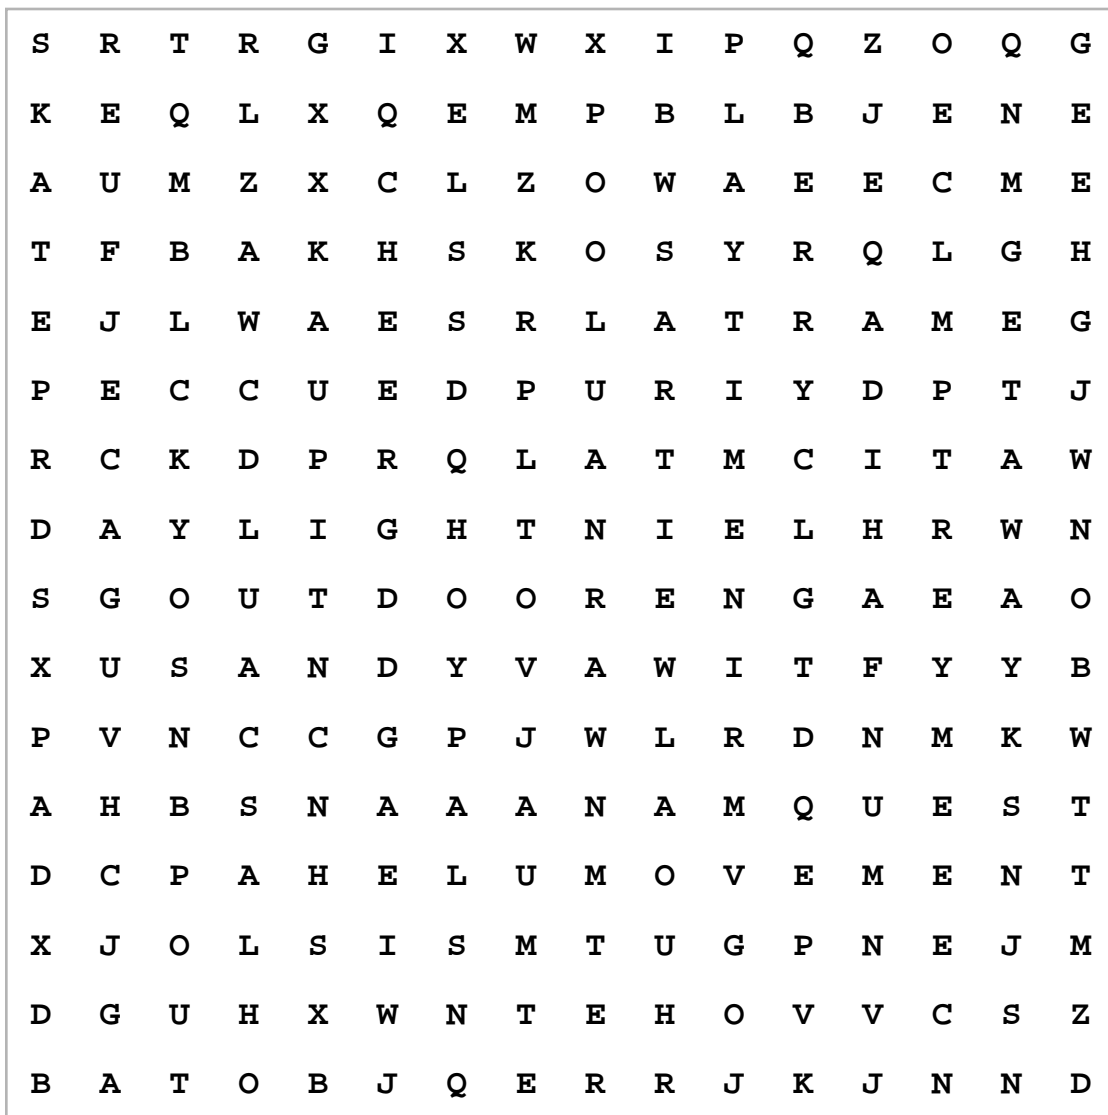 S R T R G I X W X I P Q Z O Q G
K E Q L X Q E M P B L B J E N E
A U M Z X C L Z O W A E E C M E
T F B A K H S K O S Y R Q L G H
E J L W A E S R L A T R A M E G
P E C C U E D P U R I Y D P T J
R C K D P R Q L A T M C I T A W
D A Y L I G H T N I E L H R W N
S G O U T D O O R E N G A E A O
X U S A N D Y V A W I T F Y Y B
P V N C C G P J W L R D N M K W
A H B S N A A A N A M Q U E S T
D C P A H E L U M O V E M E N T
X J O L S I S M T U G P N E J M
D G U H X W N T E H O V V C S Z
B A T O B J Q E R R J K J N N D